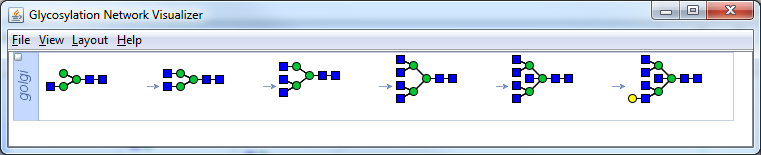 Glycosylation Network Visualizer
File View Layout Help
golgi